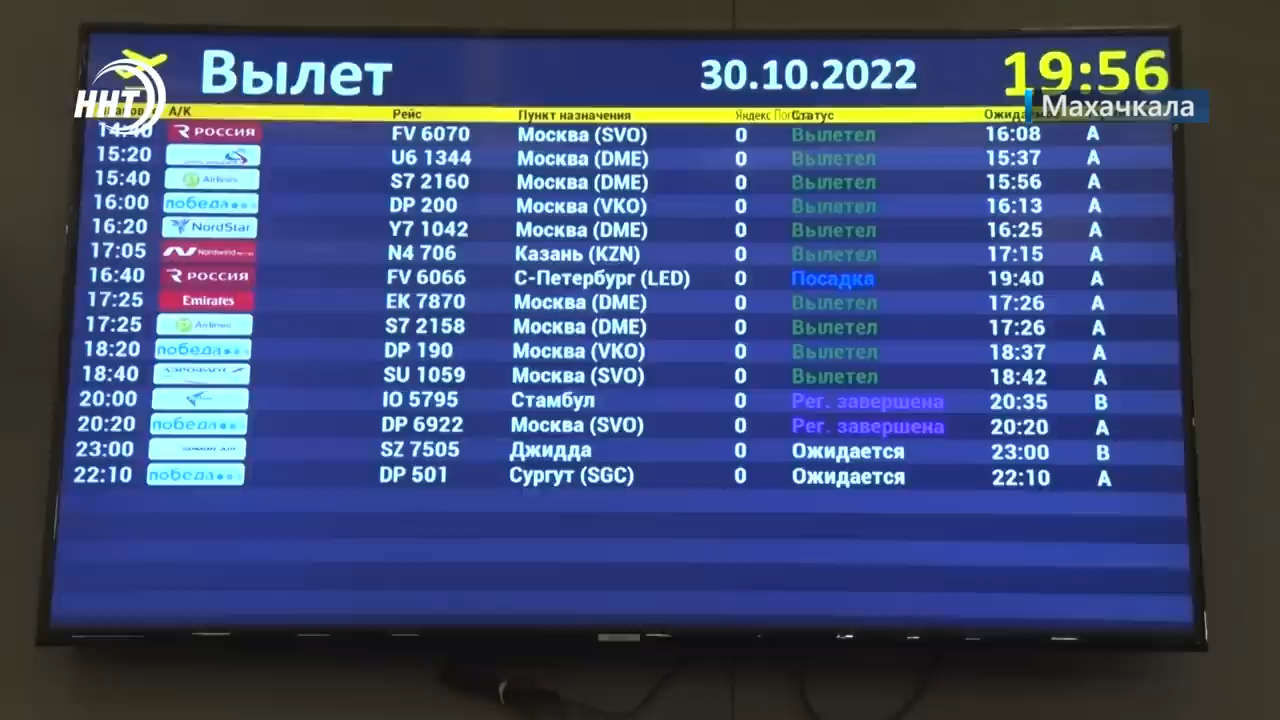 Вылет 30.10.2022 19:56
ННТ
Махачкала
А/К Рейс Пункт назначения Яндекс Статус
14:40 РОССИЯ FV 6070 Москва (SVO) 0 Вылетел 16:08 A
15:20 U6 1344 Москва (DME) 0 Вылетел 15:37 A
15:40 Airlines S7 2160 Москва (DME) 0 Вылетел 15:56 A
16:00 победа DP 200 Москва (VKO) 0 Вылетел 16:13 A
16:20 NordStar Y7 1042 Москва (DME) 0 Вылетел 16:25 A
17:05 Nordwind N4 706 Казань (KZN) 0 Вылетел 17:15 A
16:40 РОССИЯ FV 6066 С-Петербург (LED) 0 Посадка 19:40 A
17:25 Emirates EK 7870 Москва (DME) 0 Вылетел 17:26 A
17:25 Airlines S7 2158 Москва (DME) 0 Вылетел 17:26 A
18:20 победа DP 190 Москва (VKO) 0 Вылетел 18:37 A
18:40 АЭРОФЛОТ SU 1059 Москва (SVO) 0 Вылетел 18:42 A
20:00 IO 5795 Стамбул 0 Рег. завершена 20:35 B
20:20 победа DP 6922 Москва (SVO) 0 Рег. завершена 20:20 A
23:00 SZ 7505 Джидда 0 Ожидается 23:00 B
22:10 победа DP 501 Сургут (SGC) 0 Ожидается 22:10 A